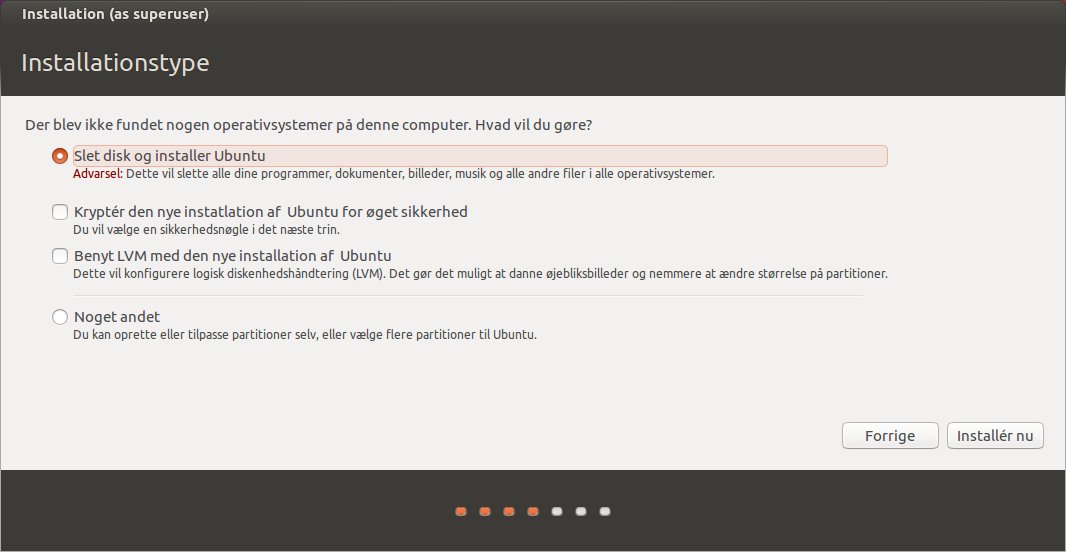 Installation (as superuser)
Installationstype
Der blev ikke fundet nogen operativsystemer på denne computer. Hvad vil du gøre?
Slet disk og installer Ubuntu
Advarsel: Dette vil slette alle dine programmer, dokumenter, billeder, musik og alle andre filer i alle operativsystemer.
Kryptér den nye instatlation af  Ubuntu for øget sikkerhed
Du vil vælge en sikkerhedsnøgle i det næste trin.
Benyt LVM med den nye installation af  Ubuntu
Dette vil konfigurere logisk diskenhedshåndtering (LVM). Det gør det muligt at danne øjebliksbilleder og nemmere at ændre størrelse på partitioner.
Noget andet
Du kan oprette eller tilpasse partitioner selv, eller vælge flere partitioner til Ubuntu.
Forrige
Installér nu